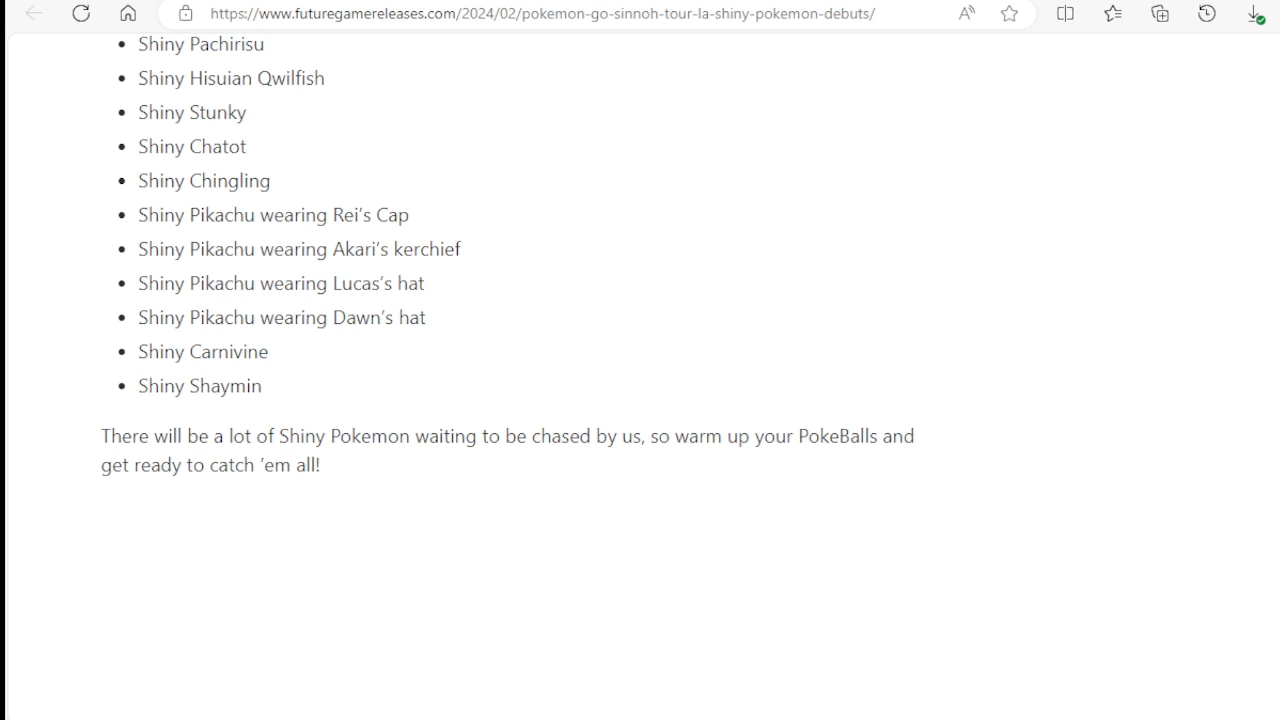 https://www.futuregamereleases.com/2024/02/pokemon-go-sinnoh-tour-la-shiny-pokemon-debuts/
Shiny Pachirisu
Shiny Hisuian Qwilfish
Shiny Stunky
Shiny Chatot
Shiny Chingling
Shiny Pikachu wearing Rei’s Cap
Shiny Pikachu wearing Akari’s kerchief
Shiny Pikachu wearing Lucas’s hat
Shiny Pikachu wearing Dawn’s hat
Shiny Carnivine
Shiny Shaymin
There will be a lot of Shiny Pokemon waiting to be chased by us, so warm up your PokeBalls and
get ready to catch ’em all!